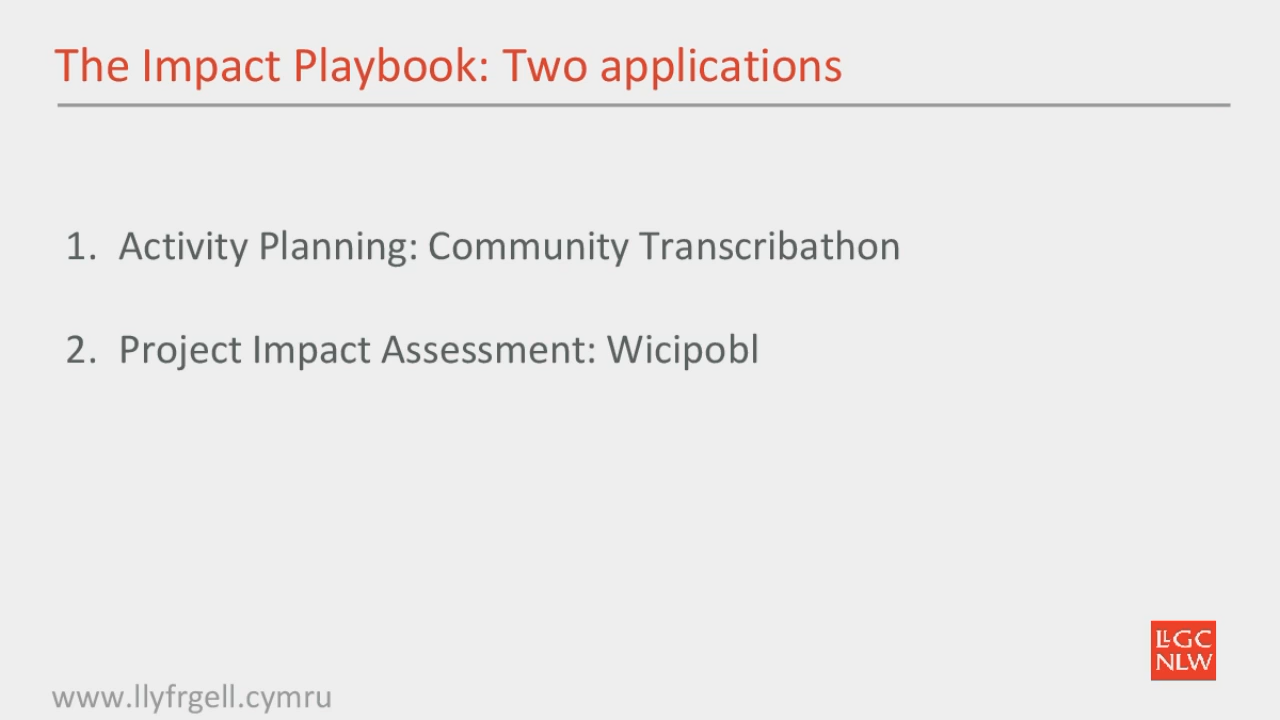 The Impact Playbook: Two applications
1. Activity Planning: Community Transcribathon
2. Project Impact Assessment: Wicipobl
LLGC
NLW
www.llyfrgell.cymru